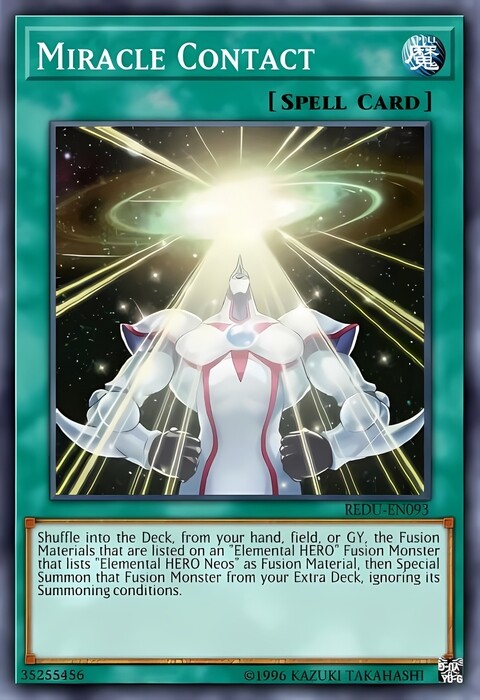 Miracle Contact
魔
[Spell Card]
REDU-EN093
Shuffle into the Deck, from your hand, field, or GY, the Fusion
Materials that are listed on an "Elemental HERO" Fusion Monster
that lists "Elemental HERO Neos" as Fusion Material, then Special
Summon that Fusion Monster from your Extra Deck, ignoring its
Summoning conditions.
35255456
©1996 KAZUKI TAKAHASHI